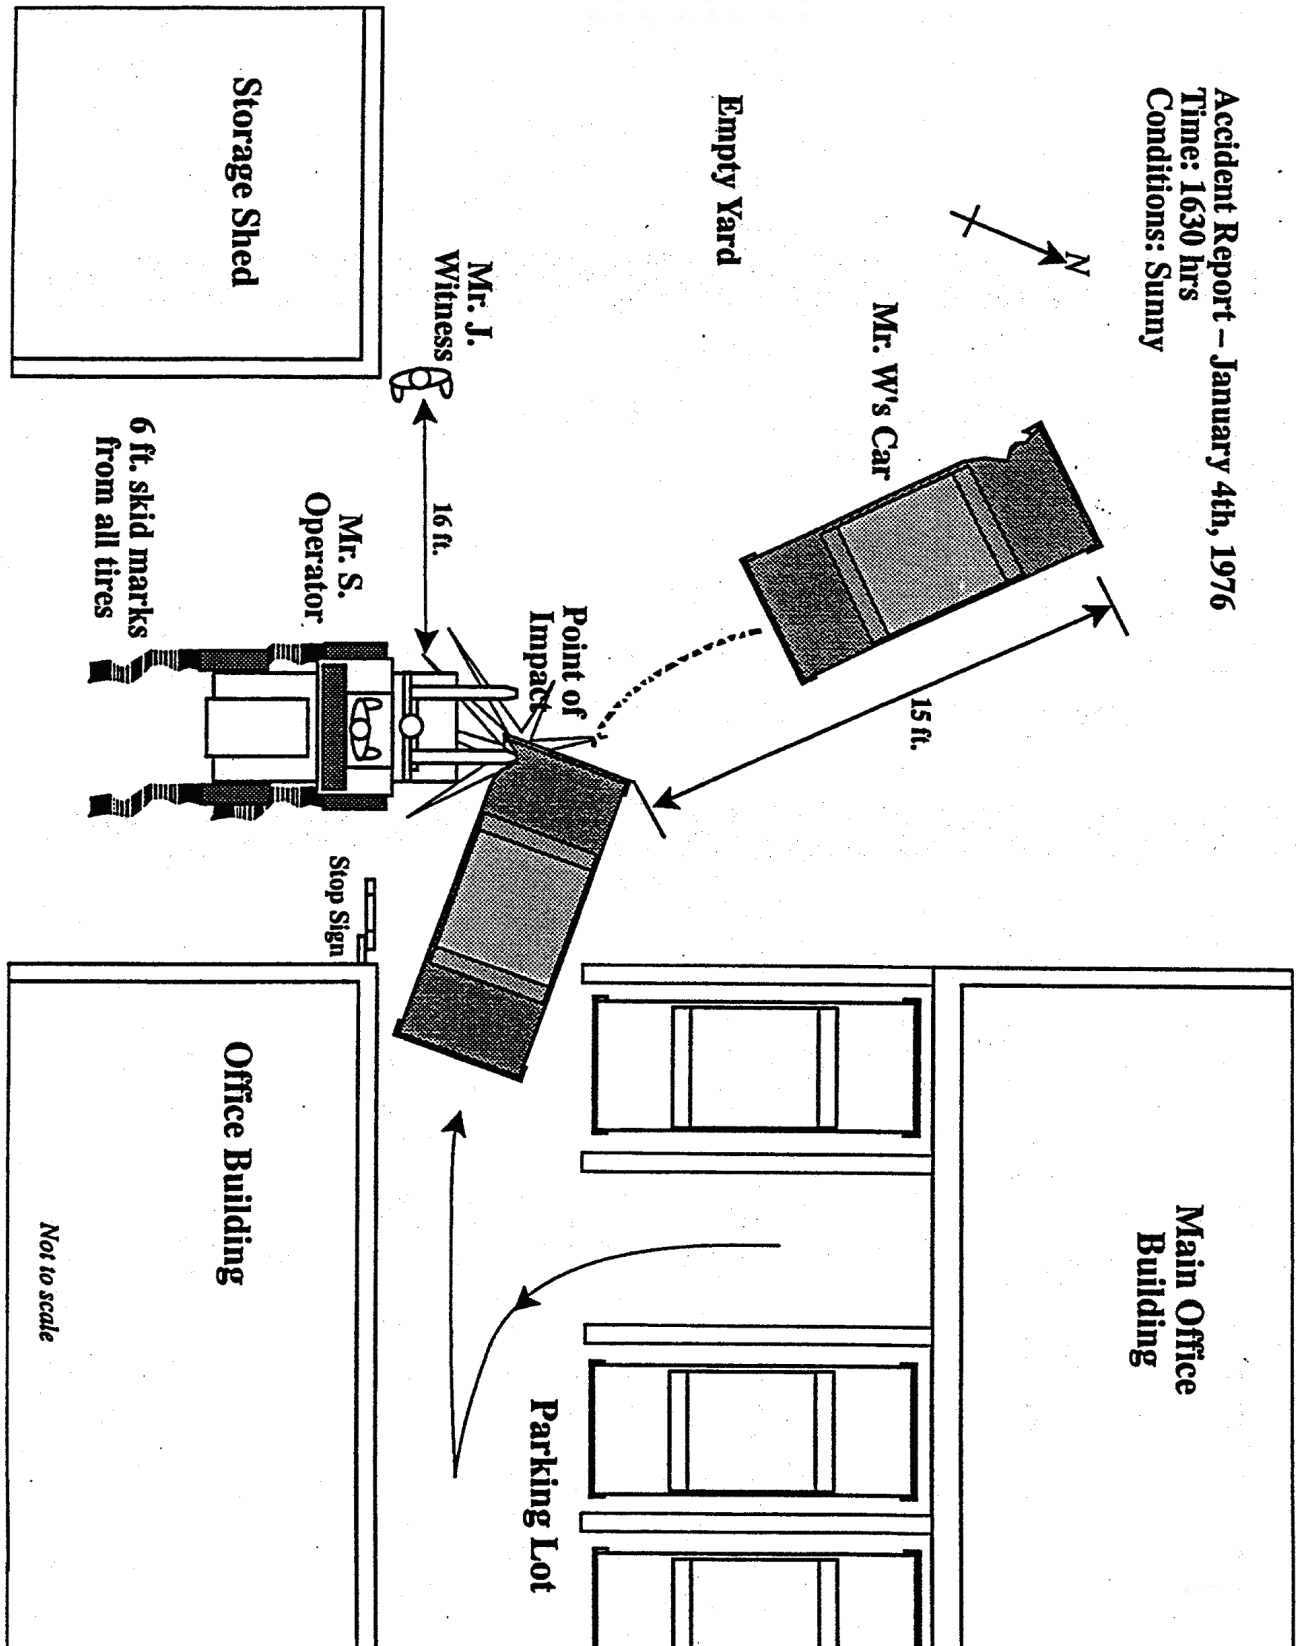 Accident Report – January 4th, 1976
Time: 1630 hrs
Conditions: Sunny
N
Main Office
Building
Mr. W's Car
15 ft.
Empty Yard
Point of
Impact
Parking Lot
Mr. J.
Witness
16 ft.
Mr. S.
Operator
Stop Sign
Storage Shed
Office Building
6 ft. skid marks
from all tires
Not to scale